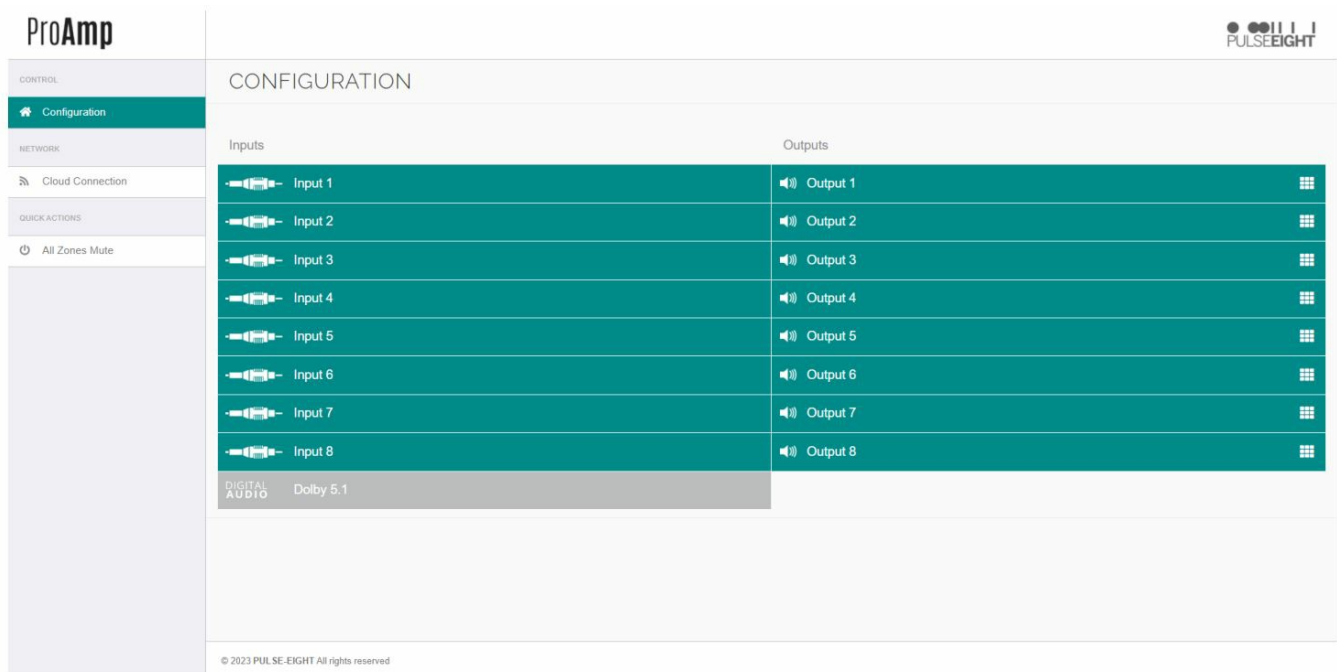 ProAmp
PULSEEIGHT
CONTROL
CONFIGURATION
Configuration
NETWORK
Inputs
Outputs
Cloud Connection
Input 1
Output 1
QUICK ACTIONS
Input 2
Output 2
All Zones Mute
Input 3
Output 3
Input 4
Output 4
Input 5
Output 5
Input 6
Output 6
Input 7
Output 7
Input 8
Output 8
DIGITAL
AUDIO
Dolby 5.1
© 2023 PULSE-EIGHT All rights reserved